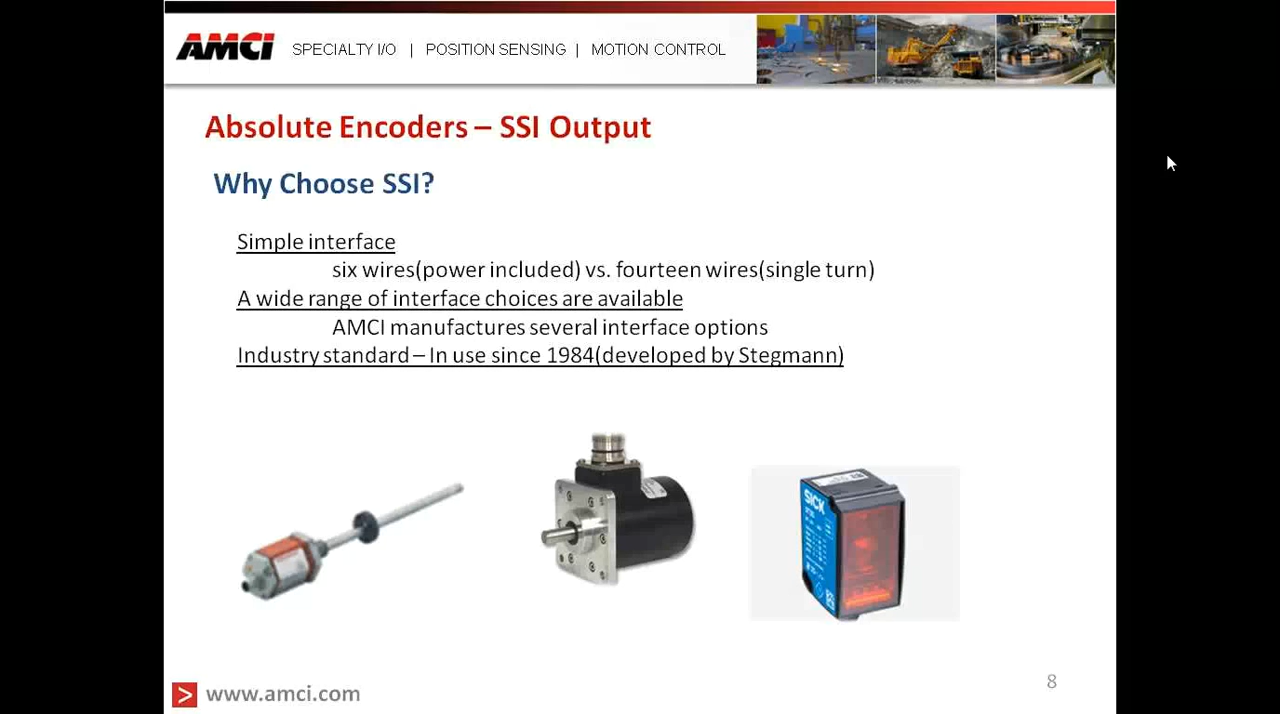 AMCI SPECIALTY I/O | POSITION SENSING | MOTION CONTROL
Absolute Encoders – SSI Output
Why Choose SSI?
Simple interface
six wires(power included) vs. fourteen wires(single turn)
A wide range of interface choices are available
AMCI manufactures several interface options
Industry standard – In use since 1984(developed by Stegmann)
SICK
> www.amci.com
8